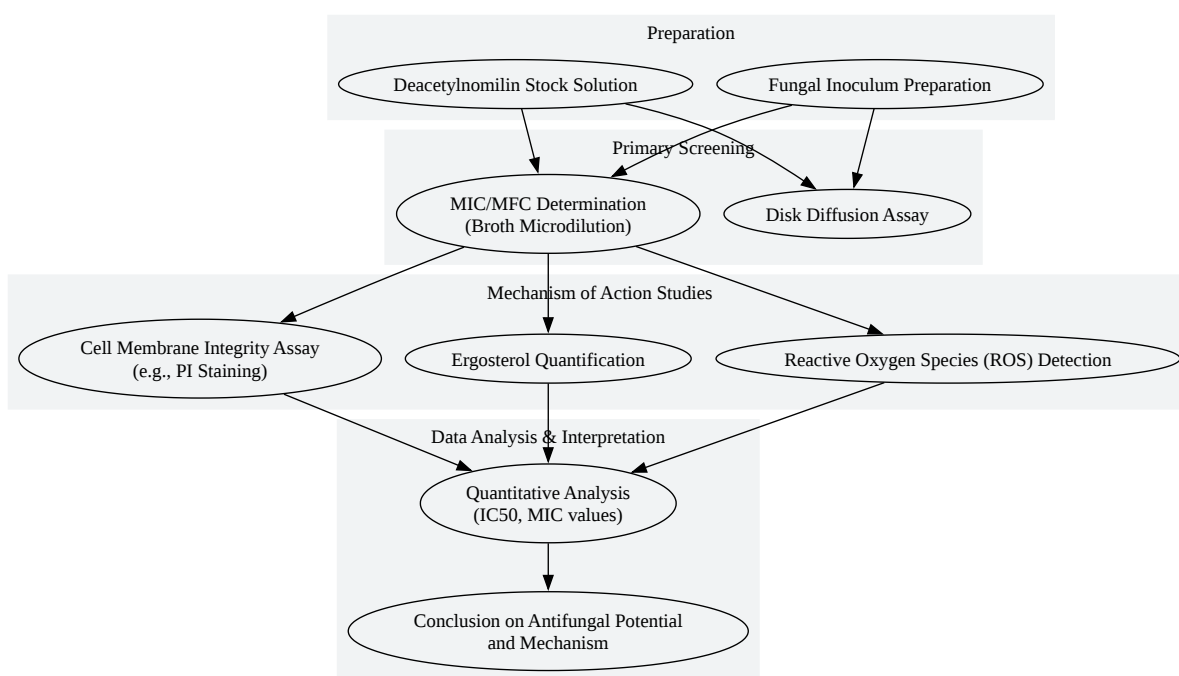 Preparation
Deacetylnomilin Stock Solution
Fungal Inoculum Preparation
Primary Screening
MIC/MFC Determination
(Broth Microdilution)
Disk Diffusion Assay
Mechanism of Action Studies
Cell Membrane Integrity Assay
(e.g., PI Staining)
Ergosterol Quantification
Reactive Oxygen Species (ROS) Detection
Data Analysis & Interpretation
Quantitative Analysis
(IC50, MIC values)
Conclusion on Antifungal Potential
and Mechanism